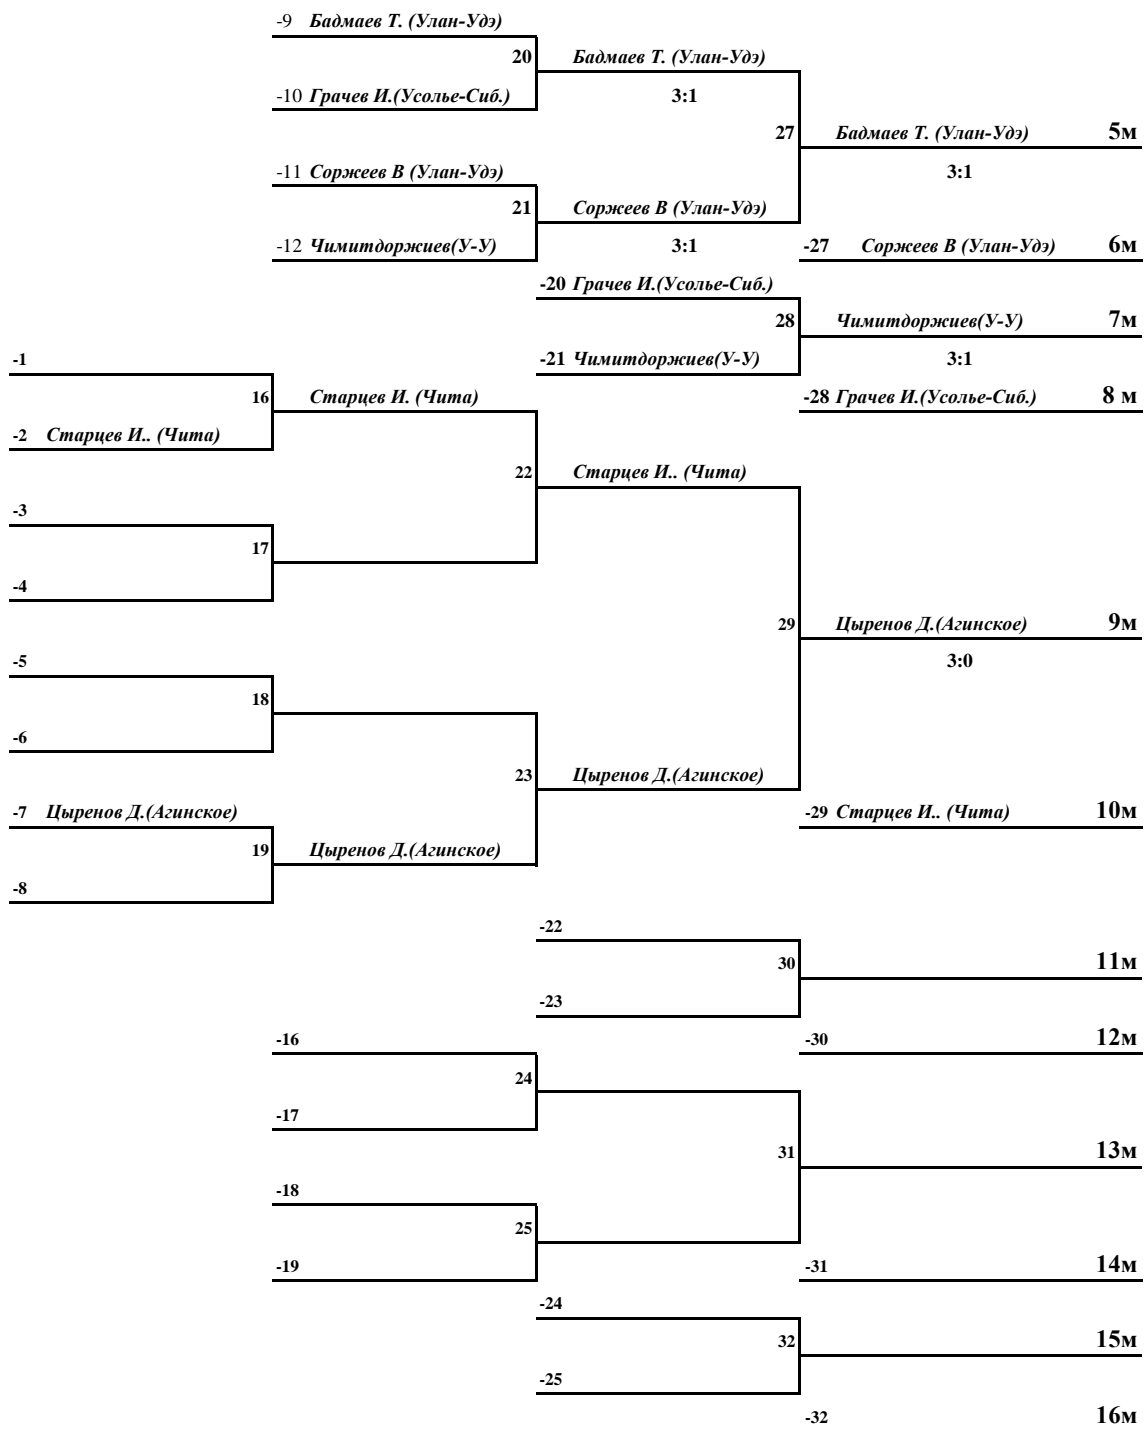 -9 Бадмаев Т. (Улан-Удэ)
20 Бадмаев Т. (Улан-Удэ)
-10 Грачев И.(Усолье-Сиб.) 3:1
27 Бадмаев Т. (Улан-Удэ) 5м
-11 Соржеев В (Улан-Удэ) 3:1
21 Соржеев В (Улан-Удэ)
-12 Чимитдоржиев(У-У) 3:1 -27 Соржеев В (Улан-Удэ) 6м
-20 Грачев И.(Усолье-Сиб.)
28 Чимитдоржиев(У-У) 7м
-1 -21 Чимитдоржиев(У-У) 3:1
16 Старцев И. (Чита) -28 Грачев И.(Усолье-Сиб.) 8 м
-2 Старцев И.. (Чита)
22 Старцев И.. (Чита)
-3
17
-4
29 Цыренов Д.(Агинское) 9м
-5 3:0
18
-6
23 Цыренов Д.(Агинское)
-7 Цыренов Д.(Агинское) -29 Старцев И.. (Чита) 10м
19 Цыренов Д.(Агинское)
-8
-22
30 11м
-23
-16 -30 12м
24
-17
31 13м
-18
25
-19 -31 14м
-24
32 15м
-25
-32 16м